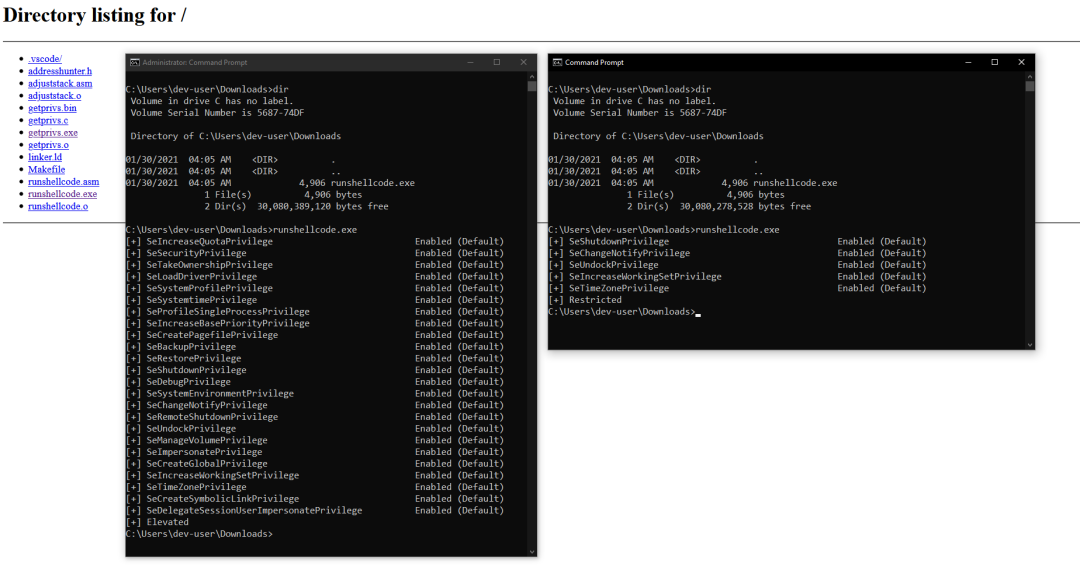 Directory listing for /
.vscode/
addresshunter.h
adjuststack.asm
adjuststack.o
getprivs.bin
getprivs.c
getprivs.exe
getprivs.o
linker.ld
Makefile
runshellcode.asm
runshellcode.exe
runshellcode.o
Administrator: Command Prompt
C:\Users\dev-user\Downloads>dir
Volume in drive C has no label.
Volume Serial Number is 5687-74DF
Directory of C:\Users\dev-user\Downloads
01/30/2021 04:05 AM <DIR> .
01/30/2021 04:05 AM <DIR> ..
01/30/2021 04:05 AM 4,906 runshellcode.exe
1 File(s) 4,906 bytes
2 Dir(s) 30,080,389,120 bytes free
C:\Users\dev-user\Downloads>runshellcode.exe
[+] SeIncreaseQuotaPrivilege Enabled (Default)
[+] SeSecurityPrivilege Enabled (Default)
[+] SeTakeOwnershipPrivilege Enabled (Default)
[+] SeLoadDriverPrivilege Enabled (Default)
[+] SeSystemProfilePrivilege Enabled (Default)
[+] SeSystemtimePrivilege Enabled (Default)
[+] SeProfileSingleProcessPrivilege Enabled (Default)
[+] SeIncreaseBasePriorityPrivilege Enabled (Default)
[+] SeCreatePagefilePrivilege Enabled (Default)
[+] SeBackupPrivilege Enabled (Default)
[+] SeRestorePrivilege Enabled (Default)
[+] SeShutdownPrivilege Enabled (Default)
[+] SeDebugPrivilege Enabled (Default)
[+] SeSystemEnvironmentPrivilege Enabled (Default)
[+] SeChangeNotifyPrivilege Enabled (Default)
[+] SeRemoteShutdownPrivilege Enabled (Default)
[+] SeUndockPrivilege Enabled (Default)
[+] SeManageVolumePrivilege Enabled (Default)
[+] SeImpersonatePrivilege Enabled (Default)
[+] SeCreateGlobalPrivilege Enabled (Default)
[+] SeIncreaseWorkingSetPrivilege Enabled (Default)
[+] SeTimeZonePrivilege Enabled (Default)
[+] SeCreateSymbolicLinkPrivilege Enabled (Default)
[+] SeDelegateSessionUserImpersonatePrivilege Enabled (Default)
[+] Elevated
C:\Users\dev-user\Downloads>
Command Prompt
C:\Users\dev-user\Downloads>dir
Volume in drive C has no label.
Volume Serial Number is 5687-74DF
Directory of C:\Users\dev-user\Downloads
01/30/2021 04:05 AM <DIR> .
01/30/2021 04:05 AM <DIR> ..
01/30/2021 04:05 AM 4,906 runshellcode.exe
1 File(s) 4,906 bytes
2 Dir(s) 30,080,278,528 bytes free
C:\Users\dev-user\Downloads>runshellcode.exe
[+] SeShutdownPrivilege Enabled (Default)
[+] SeChangeNotifyPrivilege Enabled (Default)
[+] SeUndockPrivilege Enabled (Default)
[+] SeIncreaseWorkingSetPrivilege Enabled (Default)
[+] SeTimeZonePrivilege Enabled (Default)
[+] Restricted
C:\Users\dev-user\Downloads>